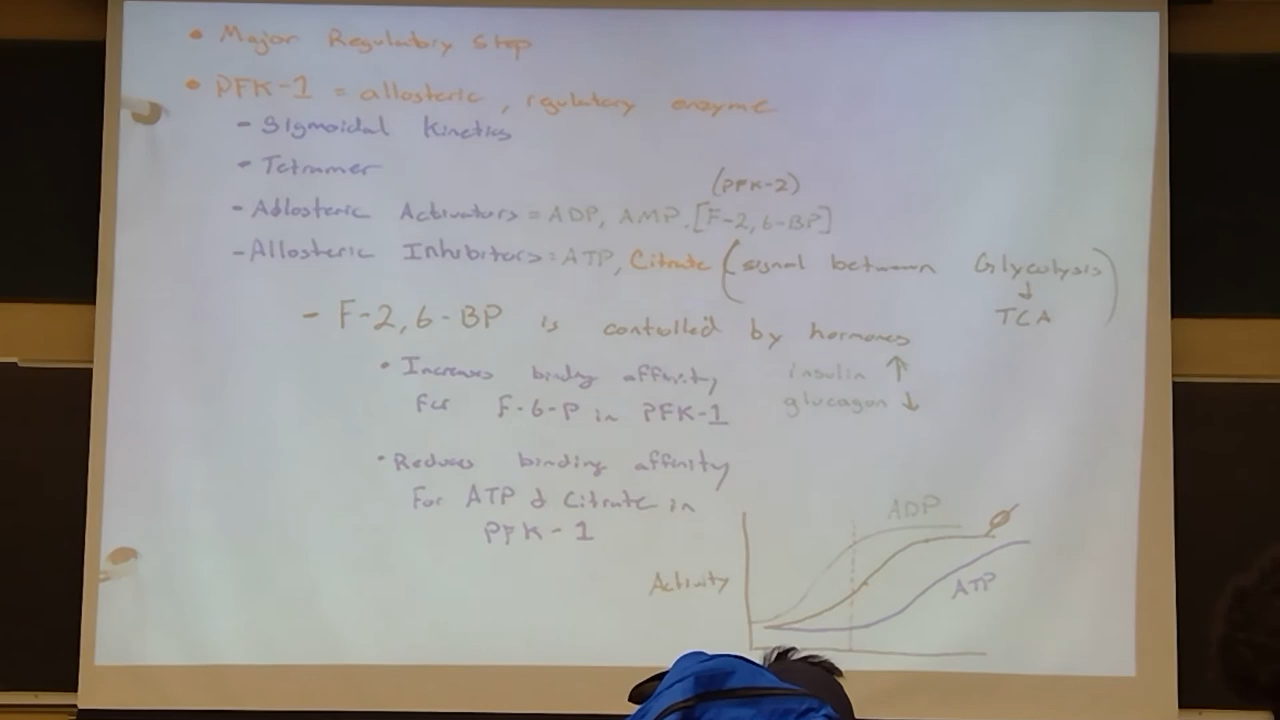 • Major Regulatory Step
• PFK-1 = allosteric, rgulatory enzyme
- Sigmoidal Kinetics
- Tetramer
(PFK-2)
- Allosteric Activators = ADP, AMP, [F-2,6-BP]
- Allosteric Inhibitors: ATP, Citrate (signal between Glycolysis)
↓
TCA
- F-2,6-BP is controlled by hormones
• Increases binding affinity insulin ↑
For F-6-P in PFK-1 glucagon ↓
• Reduces binding affinity
For ATP & Citrate in
PFK-1
ADP
Ø
Activity
ATP